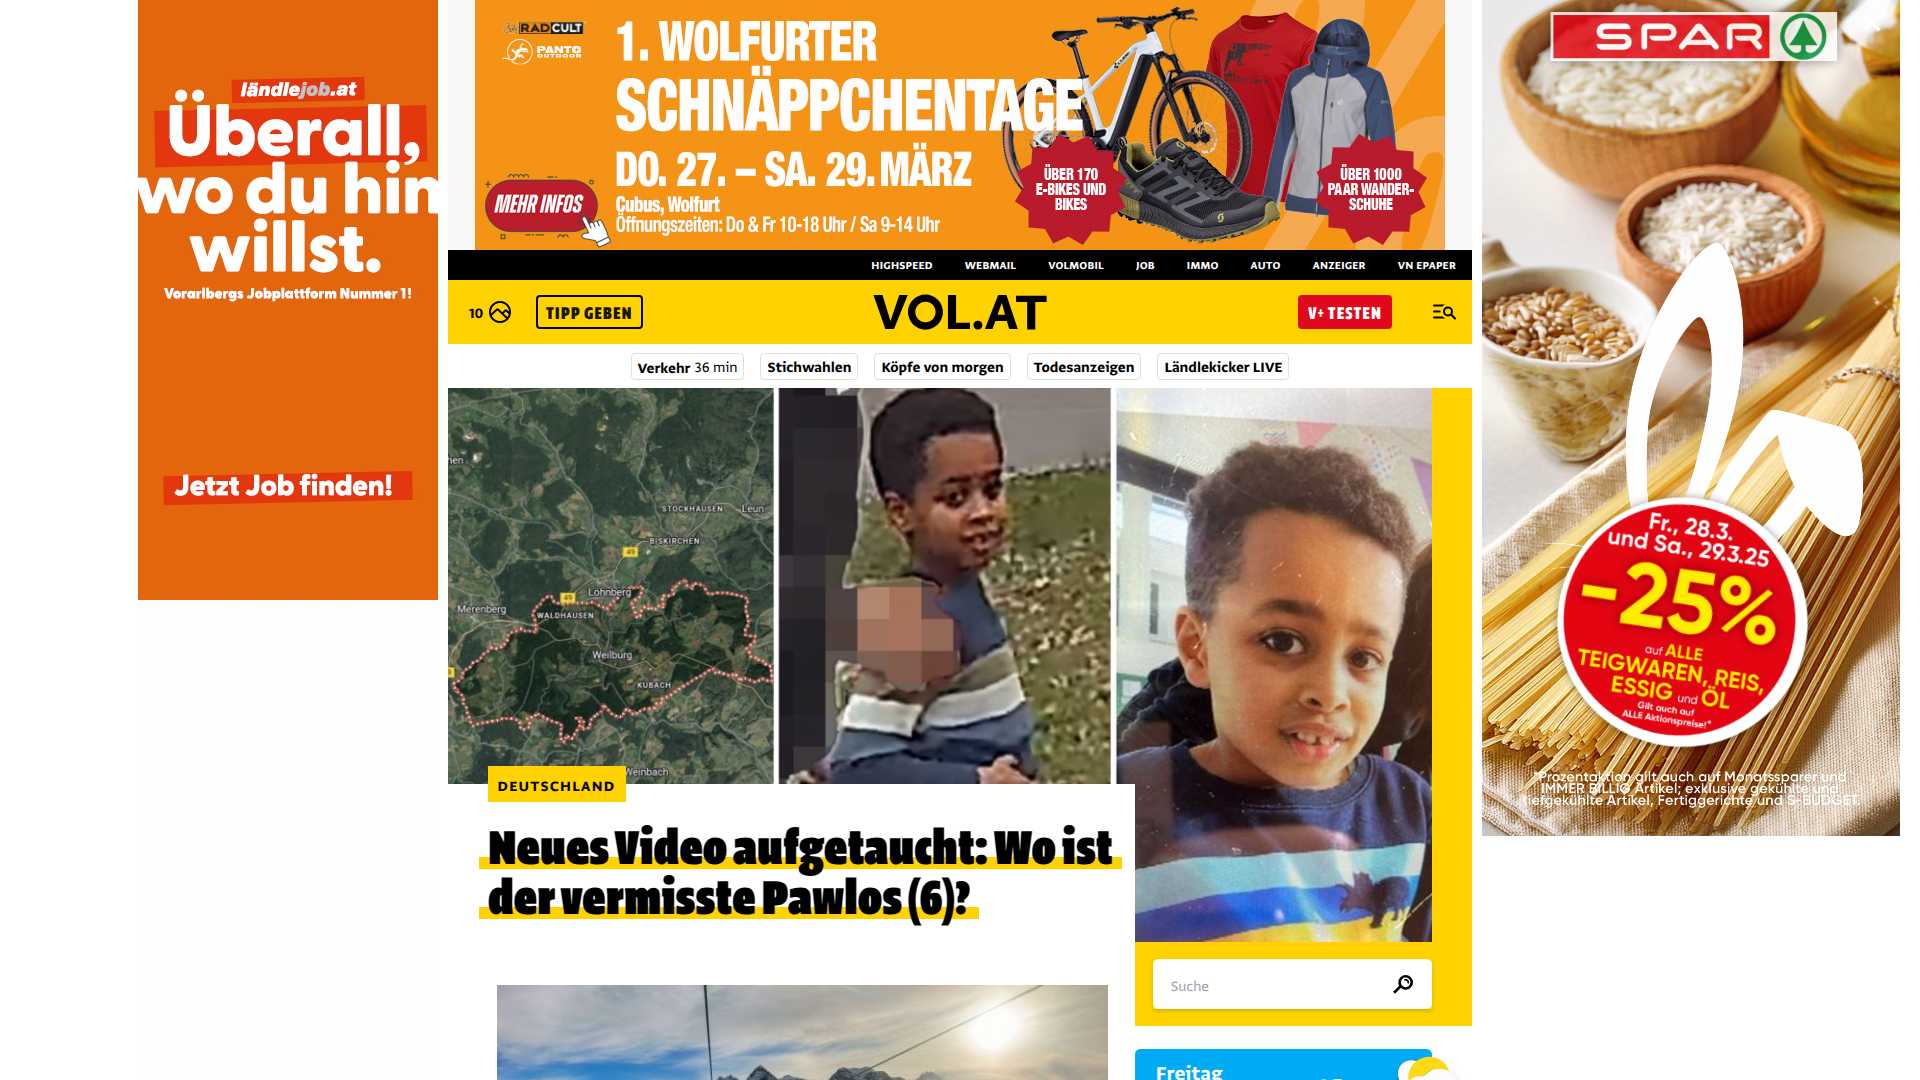 ländlejob.at
Überall,
wo du hin
willst.
Vorarlbergs Jobplattform Nummer 1!
Jetzt Job finden!
RADCULT
PANTO
OUTDOOR
1. WOLFURTER
SCHNÄPPCHENTAGE
DO. 27. – SA. 29. MÄRZ
MEHR INFOS
Cubus, Wolfurt
Öffnungszeiten: Do & Fr 10-18 Uhr / Sa 9-14 Uhr
ÜBER 170
E-BIKES UND
BIKES
ÜBER 1000
PAAR WANDER-
SCHUHE
HIGHSPEED WEBMAIL VOLMOBIL JOB IMMO AUTO ANZEIGER VN EPAPER
10 TIPP GEBEN VOL.AT V+ TESTEN
Verkehr 36 min Stichwahlen Köpfe von morgen Todesanzeigen Ländlekicker LIVE
STOCKHAUSEN
Leun
BISKIRCHEN
49
Löhnberg
49
Merenberg
WALDHAUSEN
Weilburg
KUBACH
Weinbach
DEUTSCHLAND
Neues Video aufgetaucht: Wo ist
der vermisste Pawlos (6)?
Suche
Freitag
SPAR
Fr., 28.3.
und Sa., 29.3.25
-25%
auf ALLE
TEIGWAREN, REIS,
ESSIG und ÖL
Gilt auch auf
ALLE Aktionspreise!*
*Prozentaktion gilt auch auf Monatssparer und
IMMER BILLIG Artikel; exklusive gekühlte und
tiefgekühlte Artikel, Fertiggerichte und S-BUDGET.